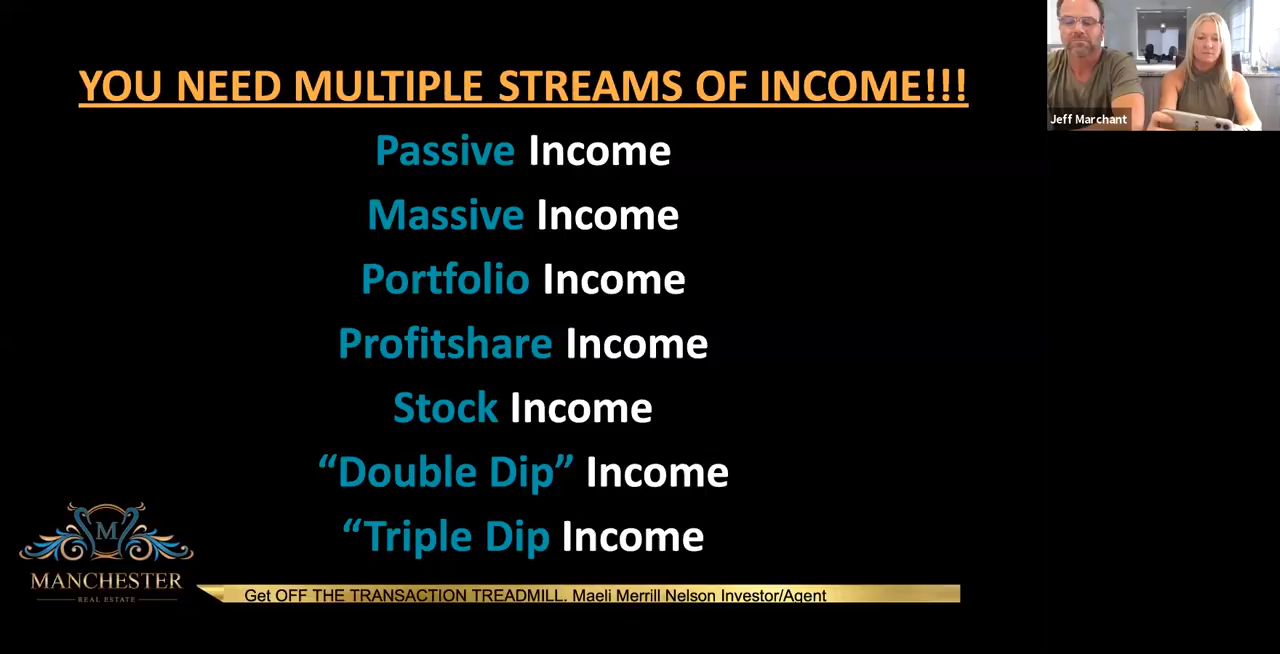 YOU NEED MULTIPLE STREAMS OF INCOME!!!
Passive Income
Massive Income
Portfolio Income
Profitshare Income
Stock Income
“Double Dip” Income
“Triple Dip Income
Jeff Marchant
M
MANCHESTER
REAL ESTATE
Get OFF THE TRANSACTION TREADMILL. Maeli Merrill Nelson Investor/Agent